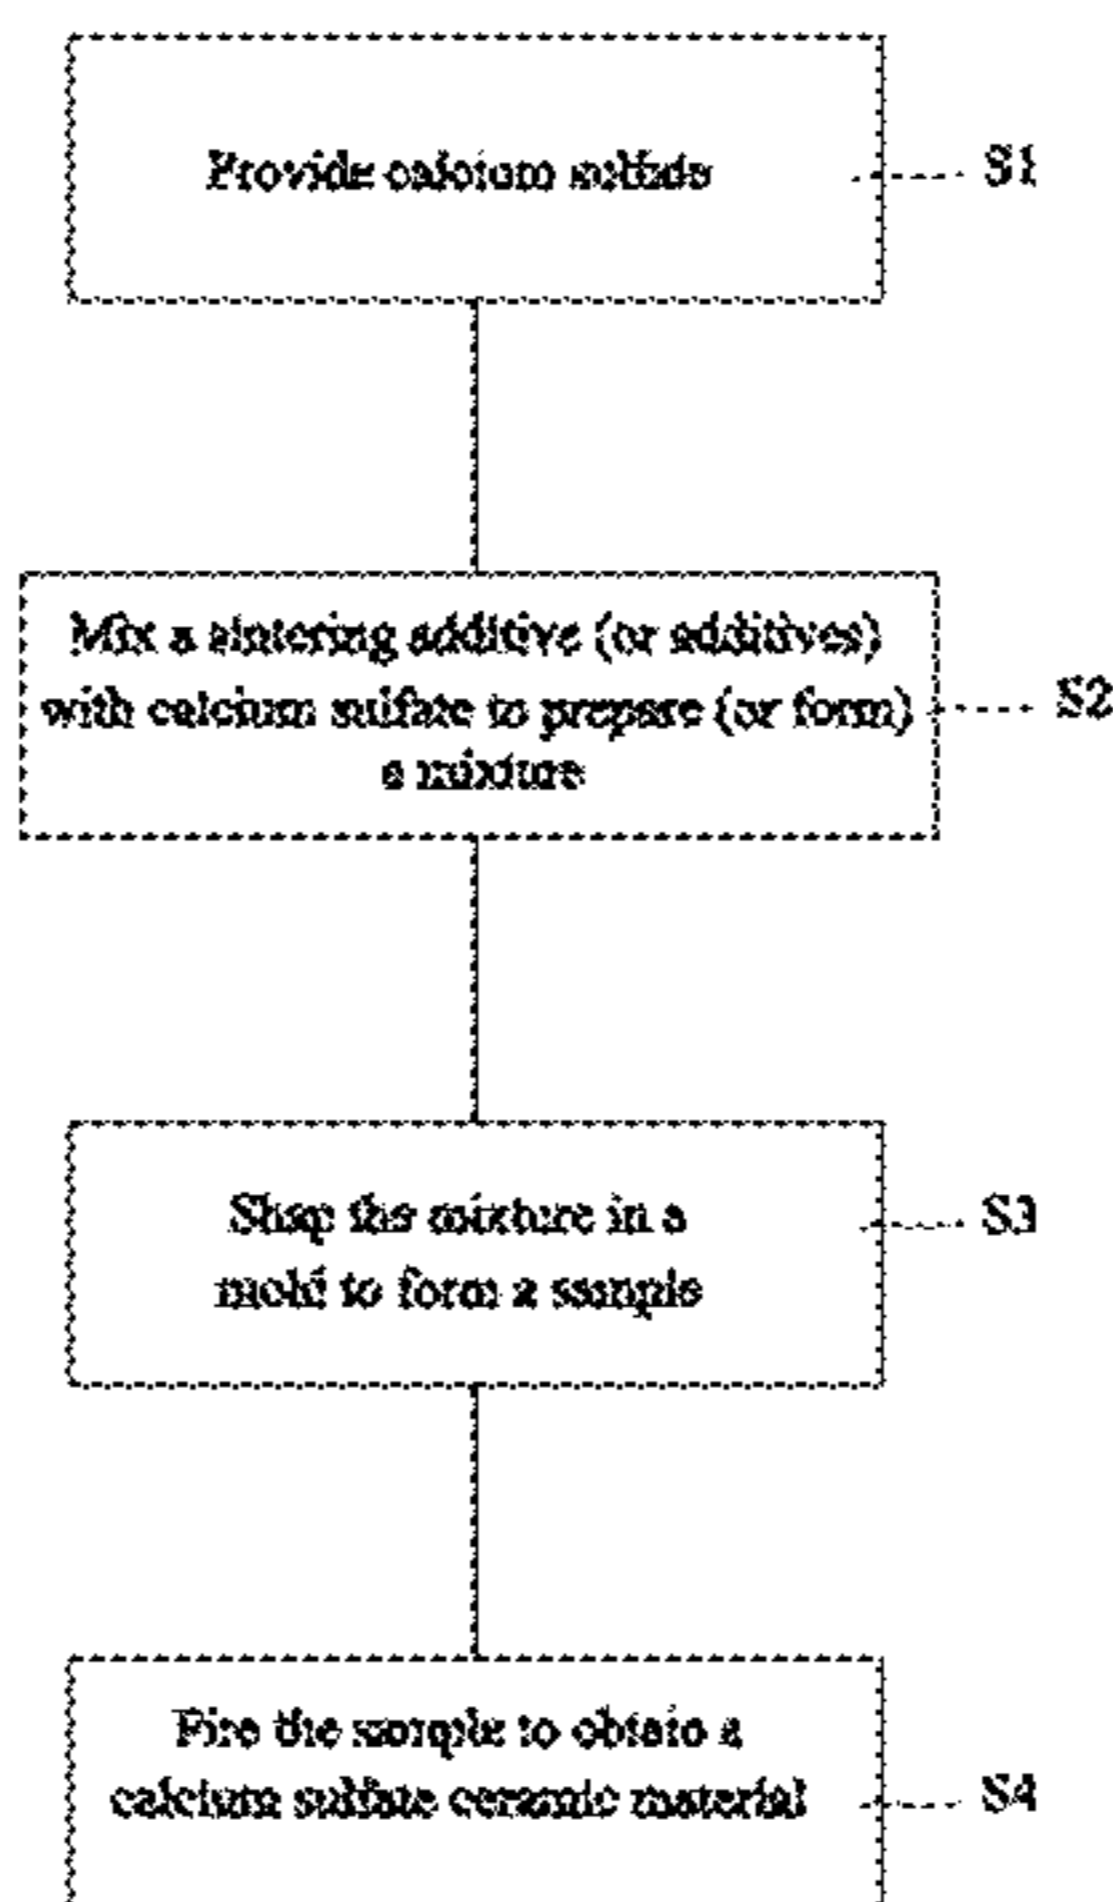 Provide calcium sulfate
S1
Mix a sintering additive (or additives)
with calcium sulfate to prepare (or form)
a mixture
S2
Shap the mixture in a
mold to form a sample
S3
Fire the sample to obtain a
calcium sulfate ceramic material
S4